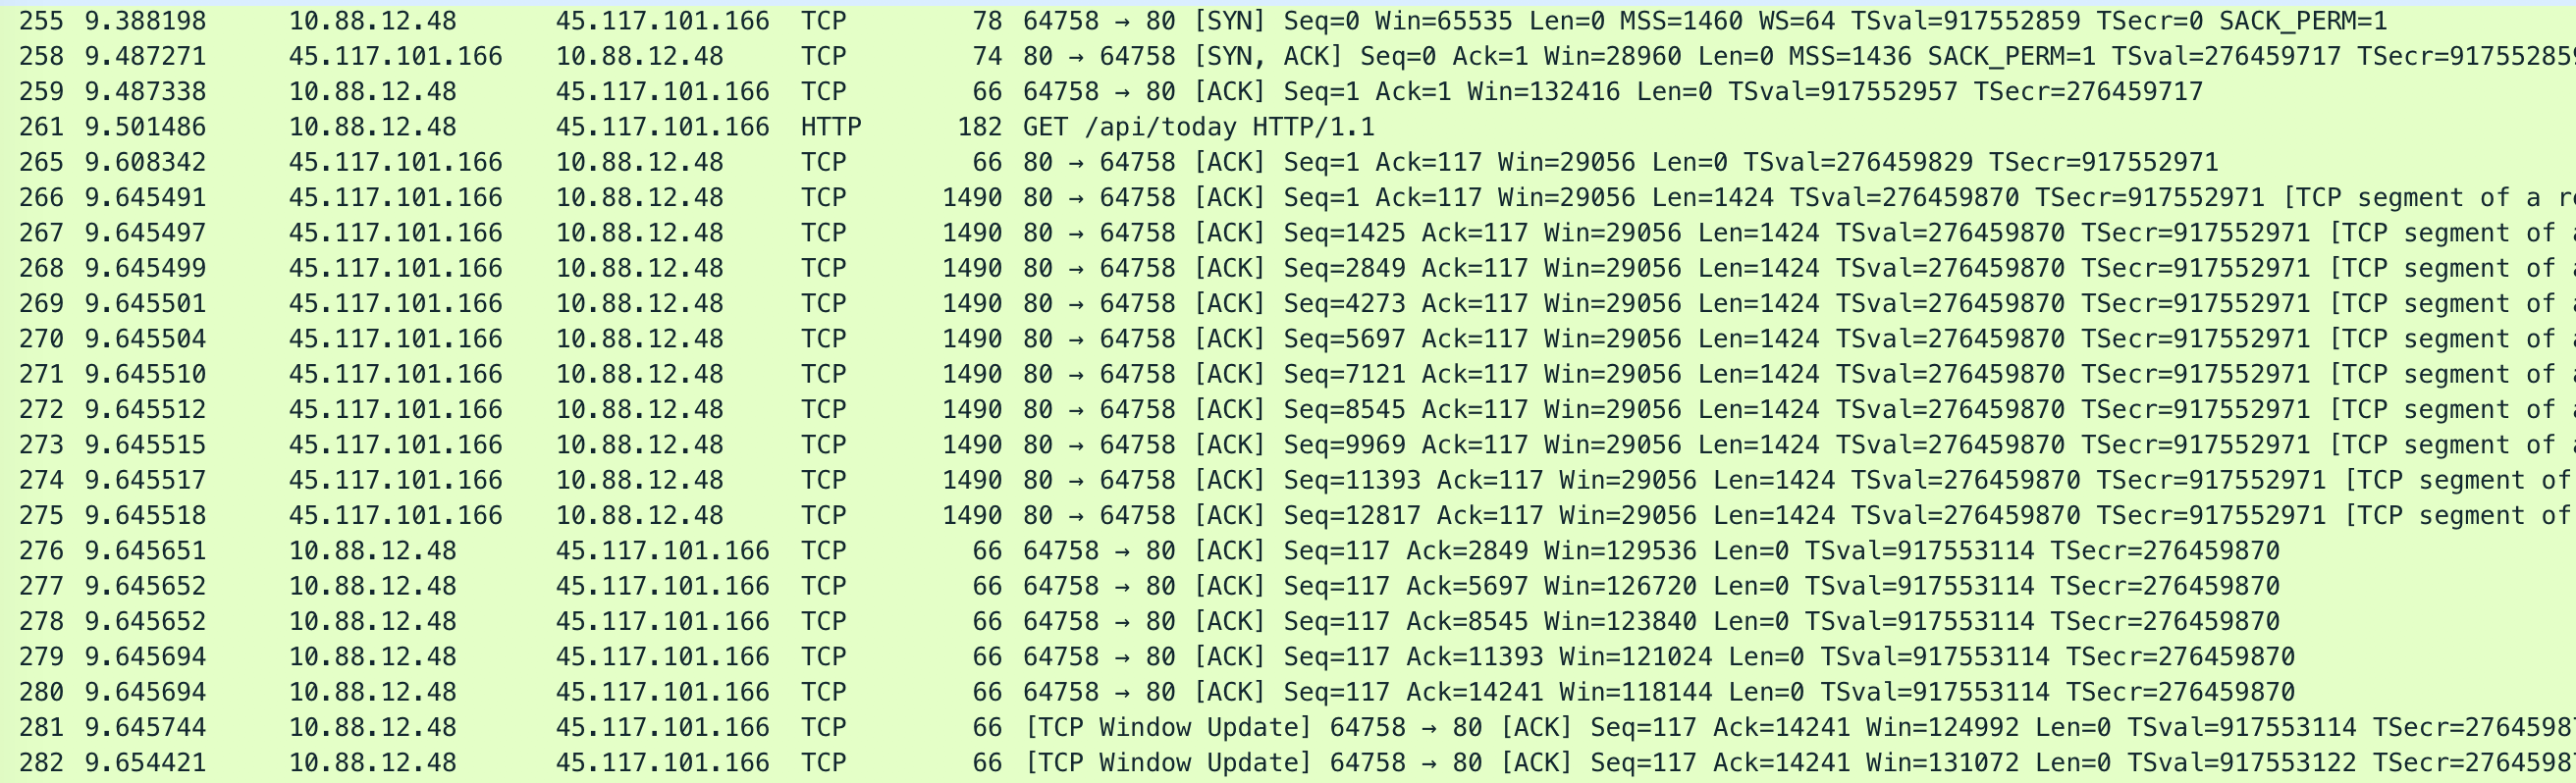 255 9.388198 10.88.12.48 45.117.101.166 TCP 78 64758 → 80 [SYN] Seq=0 Win=65535 Len=0 MSS=1460 WS=64 TSval=917552859 TSecr=0 SACK_PERM=1
258 9.487271 45.117.101.166 10.88.12.48 TCP 74 80 → 64758 [SYN, ACK] Seq=0 Ack=1 Win=28960 Len=0 MSS=1436 SACK_PERM=1 TSval=276459717 TSecr=917552859
259 9.487338 10.88.12.48 45.117.101.166 TCP 66 64758 → 80 [ACK] Seq=1 Ack=1 Win=132416 Len=0 TSval=917552957 TSecr=276459717
261 9.501486 10.88.12.48 45.117.101.166 HTTP 182 GET /api/today HTTP/1.1
265 9.608342 45.117.101.166 10.88.12.48 TCP 66 80 → 64758 [ACK] Seq=1 Ack=117 Win=29056 Len=0 TSval=276459829 TSecr=917552971
266 9.645491 45.117.101.166 10.88.12.48 TCP 1490 80 → 64758 [ACK] Seq=1 Ack=117 Win=29056 Len=1424 TSval=276459870 TSecr=917552971 [TCP segment of a
267 9.645497 45.117.101.166 10.88.12.48 TCP 1490 80 → 64758 [ACK] Seq=1425 Ack=117 Win=29056 Len=1424 TSval=276459870 TSecr=917552971 [TCP segment of
268 9.645499 45.117.101.166 10.88.12.48 TCP 1490 80 → 64758 [ACK] Seq=2849 Ack=117 Win=29056 Len=1424 TSval=276459870 TSecr=917552971 [TCP segment of
269 9.645501 45.117.101.166 10.88.12.48 TCP 1490 80 → 64758 [ACK] Seq=4273 Ack=117 Win=29056 Len=1424 TSval=276459870 TSecr=917552971 [TCP segment of
270 9.645504 45.117.101.166 10.88.12.48 TCP 1490 80 → 64758 [ACK] Seq=5697 Ack=117 Win=29056 Len=1424 TSval=276459870 TSecr=917552971 [TCP segment of
271 9.645510 45.117.101.166 10.88.12.48 TCP 1490 80 → 64758 [ACK] Seq=7121 Ack=117 Win=29056 Len=1424 TSval=276459870 TSecr=917552971 [TCP segment of
272 9.645512 45.117.101.166 10.88.12.48 TCP 1490 80 → 64758 [ACK] Seq=8545 Ack=117 Win=29056 Len=1424 TSval=276459870 TSecr=917552971 [TCP segment of
273 9.645515 45.117.101.166 10.88.12.48 TCP 1490 80 → 64758 [ACK] Seq=9969 Ack=117 Win=29056 Len=1424 TSval=276459870 TSecr=917552971 [TCP segment of
274 9.645517 45.117.101.166 10.88.12.48 TCP 1490 80 → 64758 [ACK] Seq=11393 Ack=117 Win=29056 Len=1424 TSval=276459870 TSecr=917552971 [TCP segment of
275 9.645518 45.117.101.166 10.88.12.48 TCP 1490 80 → 64758 [ACK] Seq=12817 Ack=117 Win=29056 Len=1424 TSval=276459870 TSecr=917552971 [TCP segment of
276 9.645651 10.88.12.48 45.117.101.166 TCP 66 64758 → 80 [ACK] Seq=117 Ack=2849 Win=129536 Len=0 TSval=917553114 TSecr=276459870
277 9.645652 10.88.12.48 45.117.101.166 TCP 66 64758 → 80 [ACK] Seq=117 Ack=5697 Win=126720 Len=0 TSval=917553114 TSecr=276459870
278 9.645652 10.88.12.48 45.117.101.166 TCP 66 64758 → 80 [ACK] Seq=117 Ack=8545 Win=123840 Len=0 TSval=917553114 TSecr=276459870
279 9.645694 10.88.12.48 45.117.101.166 TCP 66 64758 → 80 [ACK] Seq=117 Ack=11393 Win=121024 Len=0 TSval=917553114 TSecr=276459870
280 9.645694 10.88.12.48 45.117.101.166 TCP 66 64758 → 80 [ACK] Seq=117 Ack=14241 Win=118144 Len=0 TSval=917553114 TSecr=276459870
281 9.645744 10.88.12.48 45.117.101.166 TCP 66 [TCP Window Update] 64758 → 80 [ACK] Seq=117 Ack=14241 Win=124992 Len=0 TSval=917553114 TSecr=2764598
282 9.654421 10.88.12.48 45.117.101.166 TCP 66 [TCP Window Update] 64758 → 80 [ACK] Seq=117 Ack=14241 Win=131072 Len=0 TSval=917553122 TSecr=2764598